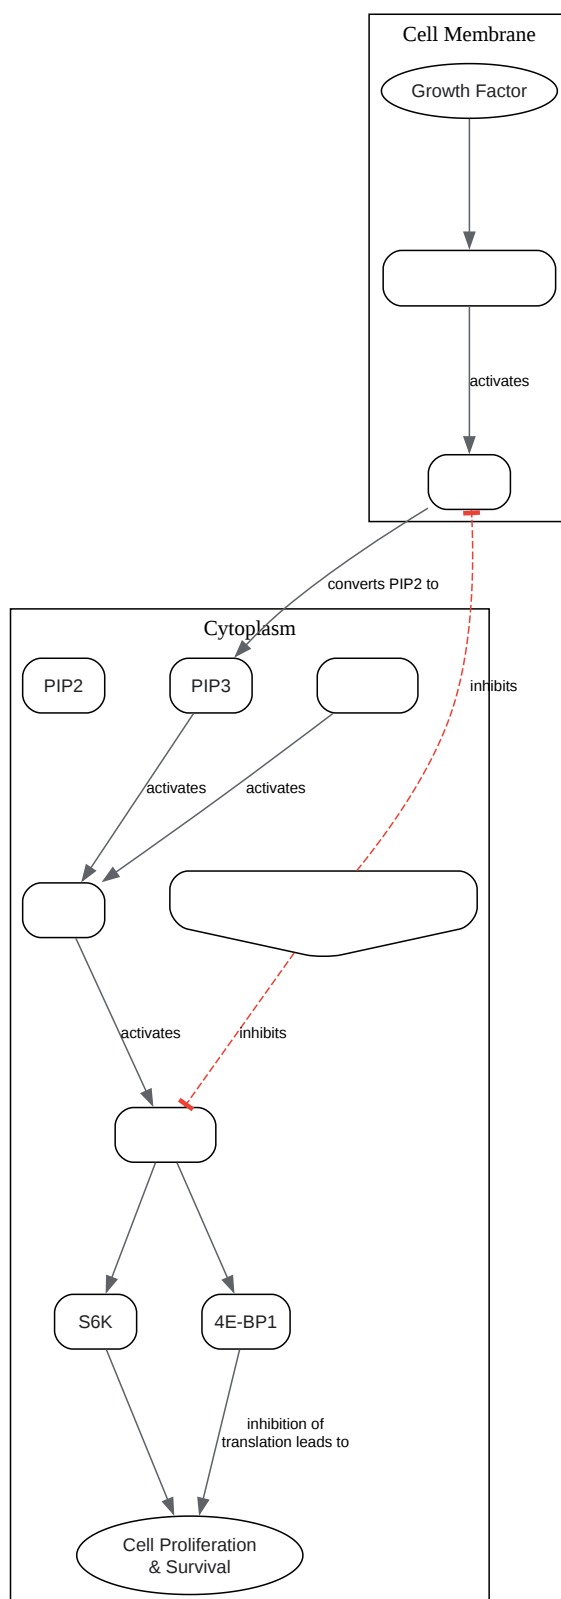 Cell Membrane
Growth Factor
activates
converts PIP2 to
Cytoplasm
PIP2
PIP3
inhibits
activates
activates
activates
inhibits
S6K
4E-BP1
inhibition of
translation leads to
Cell Proliferation
& Survival